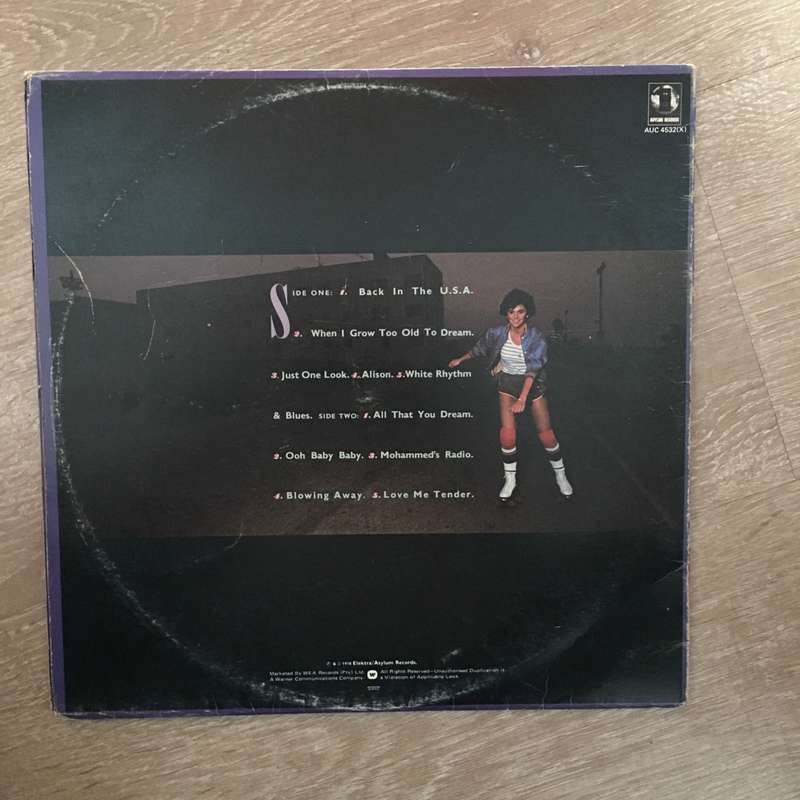 ASYLUM RECORDS
AUC 4532(X)
SIDE ONE: 1. Back In The U.S.A.
2. When I Grow Too Old To Dream.
3. Just One Look. 4. Alison. 5. White Rhythm
& Blues. SIDE TWO: 1. All That You Dream.
2. Ooh Baby Baby. 3. Mohammed's Radio.
4. Blowing Away. 5. Love Me Tender.
℗ & © 1978 Elektra/Asylum Records.
Marketed By WEA Records (Pty) Ltd.
A Warner Communications Company.
All Rights Reserved–Unauthorised Duplication is
a Violation of Applicable Laws.